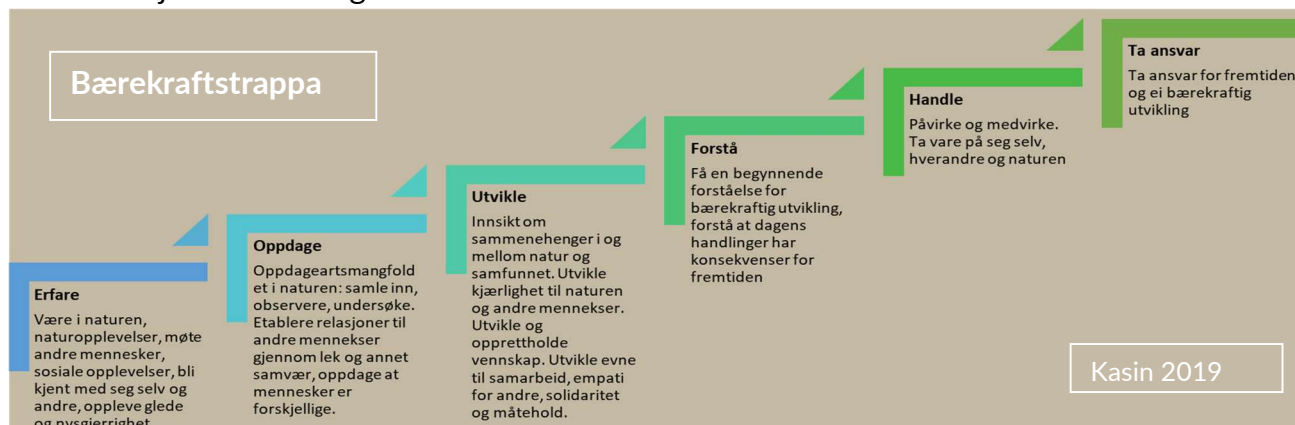 Bærekraftstrappa
Erfare
Være i naturen,
naturopplevelser, møte
andre mennesker,
sosiale opplevelser, bli
kjent med seg selv og
andre, oppleve glede
og nysgjerrighet
Oppdage
Oppdageartsmangfold
et i naturen: samle inn,
observere, undersøke.
Etablere relasjoner til
andre mennekser
gjennom lek og annet
samvær, oppdage at
mennesker er
forskjellige.
Utvikle
Innsikt om
sammenehenger i og
mellom natur og
samfunnet. Utvikle
kjærlighet til naturen
og andre mennekser.
Utvikle og
opprettholde
vennskap. Utvikle evne
til samarbeid, empati
for andre, solidaritet
og måtehold.
Forstå
Få en begynnende
forståelse for
bærekraftig utvikling,
forstå at dagens
handlinger har
konsekvenser for
fremtiden
Handle
Påvirke og medvirke.
Ta vare på seg selv,
hverandre og naturen
Ta ansvar
Ta ansvar for fremtiden
og ei bærekraftig
utvikling
Kasin 2019